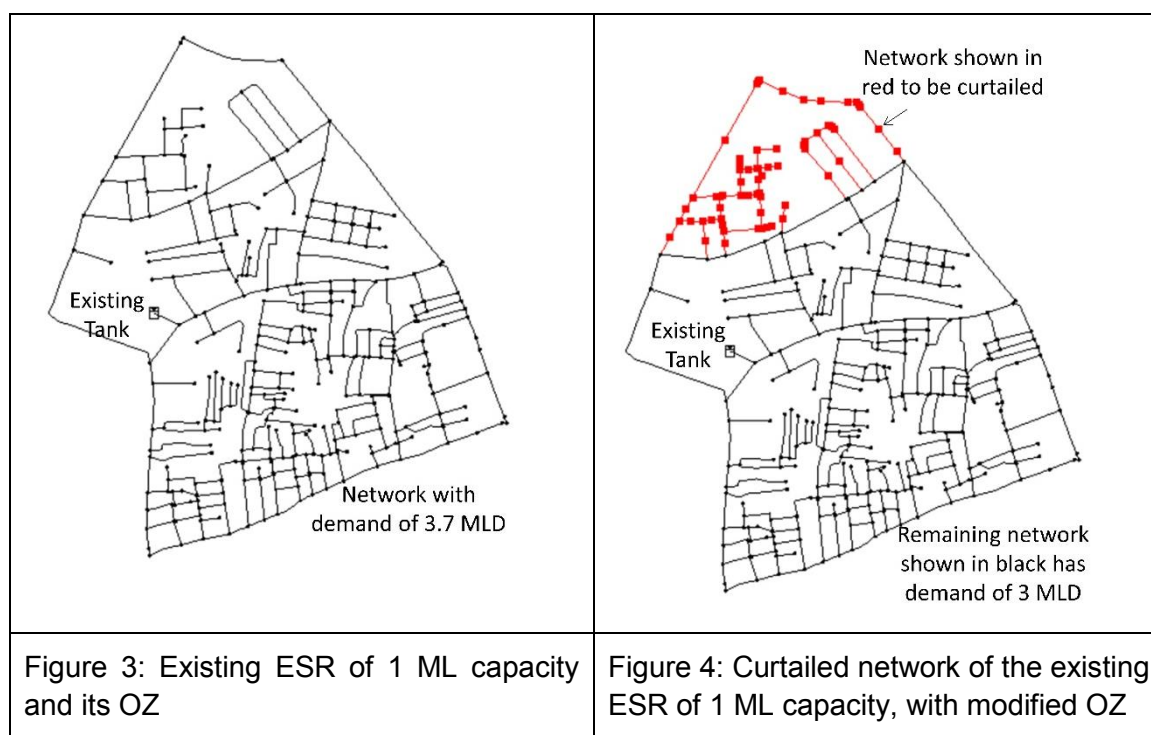 Existing
Tank
Network with
demand of 3.7 MLD
Network shown in
red to be curtailed
Existing
Tank
Remaining network
shown in black has
demand of 3 MLD
Figure 3: Existing ESR of 1 ML capacity
and its OZ
Figure 4: Curtailed network of the existing
ESR of 1 ML capacity, with modified OZ